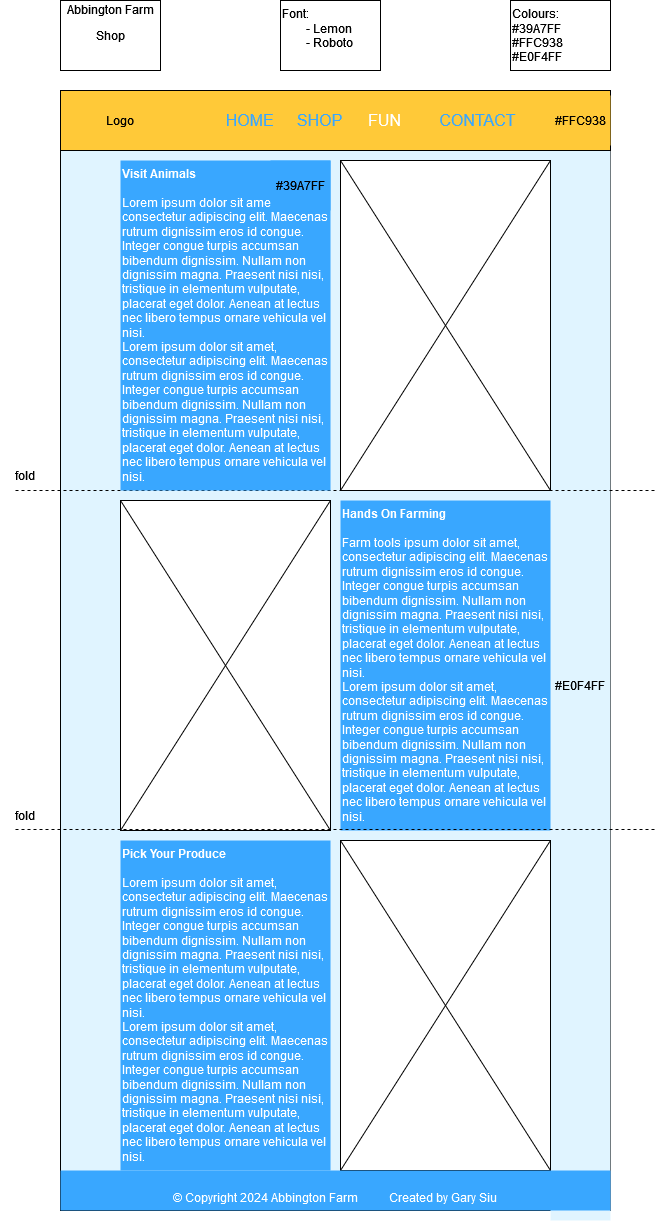 Abbington Farm
Shop
Font:
- Lemon
- Roboto
Colours:
#39A7FF
#FFC938
#E0F4FF
Logo
HOME SHOP FUN CONTACT
#FFC938
Visit Animals
#39A7FF
Lorem ipsum dolor sit ame
consectetur adipiscing elit. Maecenas
rutrum dignissim eros id congue.
Integer congue turpis accumsan
bibendum dignissim. Nullam non
dignissim magna. Praesent nisi nisi,
tristique in elementum vulputate,
placerat eget dolor. Aenean at lectus
nec libero tempus ornare vehicula vel
nisi.
Lorem ipsum dolor sit amet,
consectetur adipiscing elit. Maecenas
rutrum dignissim eros id congue.
Integer congue turpis accumsan
bibendum dignissim. Nullam non
dignissim magna. Praesent nisi nisi,
tristique in elementum vulputate,
placerat eget dolor. Aenean at lectus
nec libero tempus ornare vehicula vel
nisi.
fold
Hands On Farming
Farm tools ipsum dolor sit amet,
consectetur adipiscing elit. Maecenas
rutrum dignissim eros id congue.
Integer congue turpis accumsan
bibendum dignissim. Nullam non
dignissim magna. Praesent nisi nisi,
tristique in elementum vulputate,
placerat eget dolor. Aenean at lectus
nec libero tempus ornare vehicula vel
nisi.
Lorem ipsum dolor sit amet,
consectetur adipiscing elit. Maecenas
rutrum dignissim eros id congue.
Integer congue turpis accumsan
bibendum dignissim. Nullam non
dignissim magna. Praesent nisi nisi,
tristique in elementum vulputate,
placerat eget dolor. Aenean at lectus
nec libero tempus ornare vehicula vel
nisi.
#E0F4FF
fold
Pick Your Produce
Lorem ipsum dolor sit amet,
consectetur adipiscing elit. Maecenas
rutrum dignissim eros id congue.
Integer congue turpis accumsan
bibendum dignissim. Nullam non
dignissim magna. Praesent nisi nisi,
tristique in elementum vulputate,
placerat eget dolor. Aenean at lectus
nec libero tempus ornare vehicula vel
nisi.
Lorem ipsum dolor sit amet,
consectetur adipiscing elit. Maecenas
rutrum dignissim eros id congue.
Integer congue turpis accumsan
bibendum dignissim. Nullam non
dignissim magna. Praesent nisi nisi,
tristique in elementum vulputate,
placerat eget dolor. Aenean at lectus
nec libero tempus ornare vehicula vel
nisi.
© Copyright 2024 Abbington Farm Created by Gary Siu